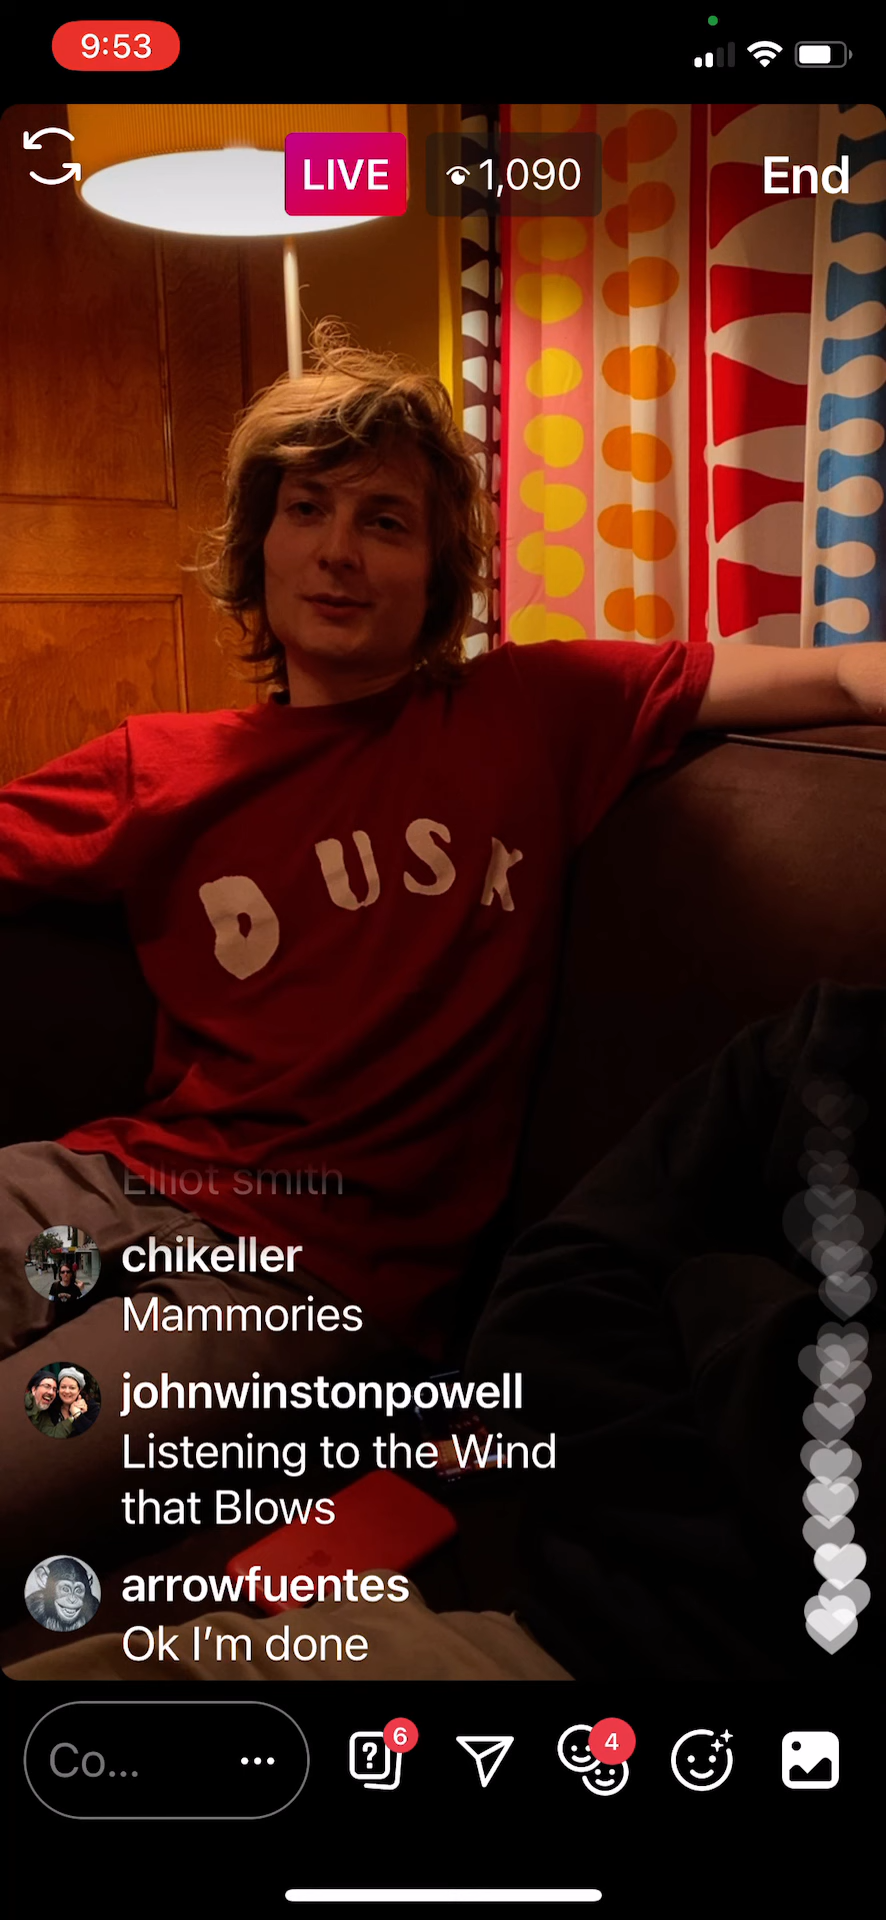 9:53
LIVE
1,090
End
DUSK
Elliot smith
chikeller
Mammories
johnwinstonpowell
Listening to the Wind
that Blows
arrowfuentes
Ok I’m done
Co...
6
4